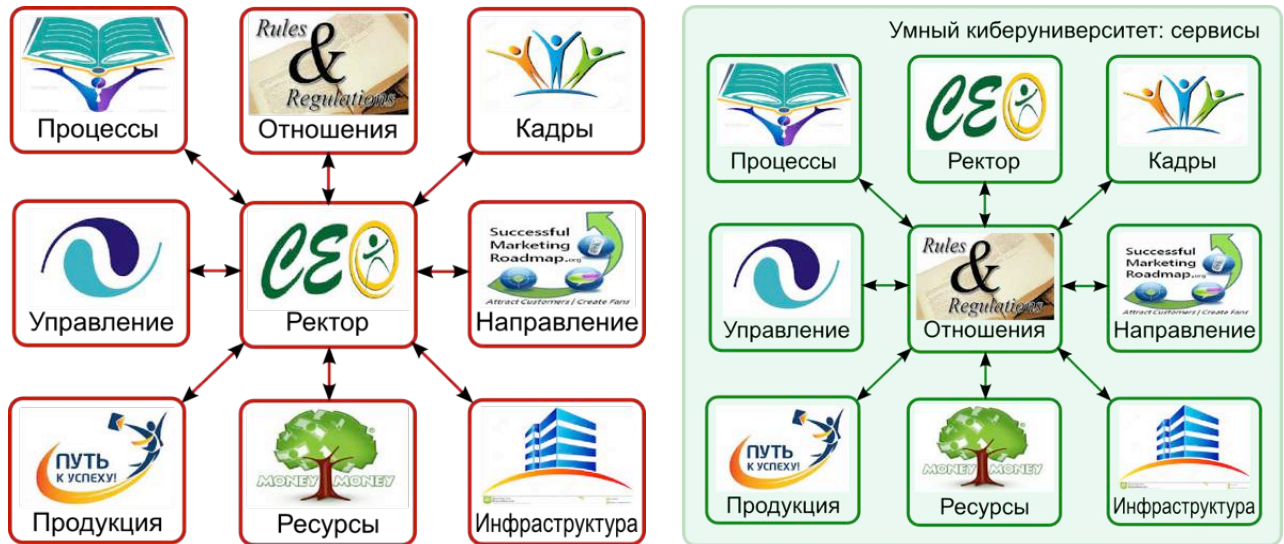 Rules
&
Regulations
Процессы
Отношения
Кадры
CEO
Successful
Marketing
Roadmap.org
Attract Customers / Create Fans
Управление
Ректор
Направление
ПУТЬ
К УСПЕХУ!
MONEY MONEY
Продукция
Ресурсы
Инфраструктура
Умный киберуниверситет: сервисы
CEO
Процессы
Ректор
Кадры
Rules
&
Regulations
Successful
Marketing
Roadmap.org
Attract Customers / Create Fans
Управление
Отношения
Направление
ПУТЬ
К УСПЕХУ!
MONEY MONEY
Продукция
Ресурсы
Инфраструктура